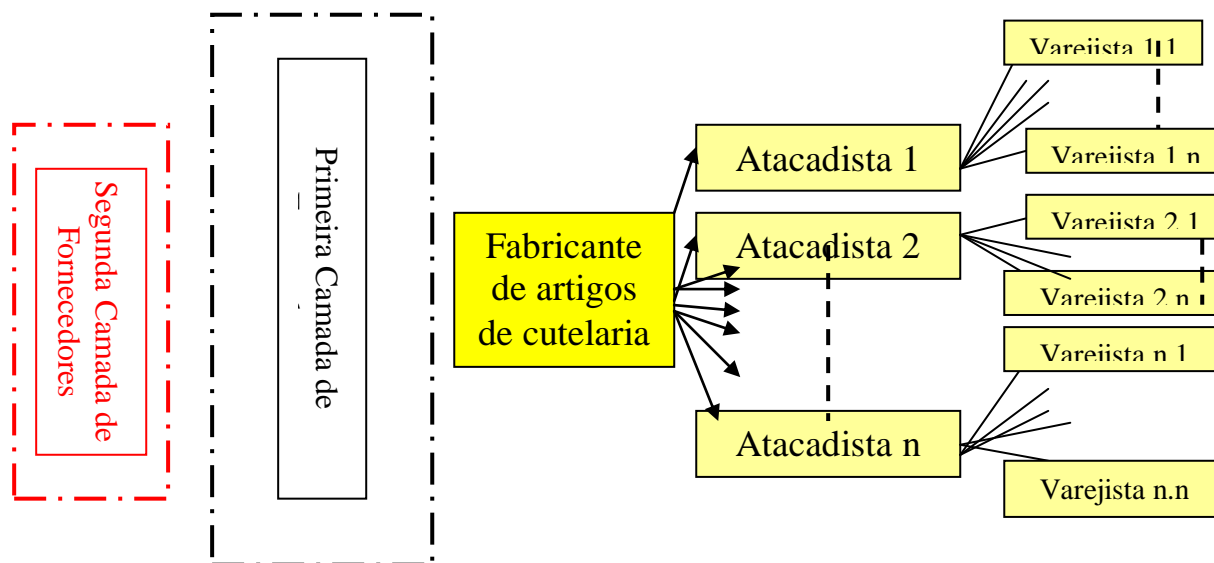 Segunda Camada de
Fornecedores
Primeira Camada de
Fabricante
de artigos
de cutelaria
Atacadista 1
Atacadista 2
Atacadista n
Varejista 1.1
Varejista 1.n
Varejista 2.1
Varejista 2.n
Varejista n.1
Varejista n.n